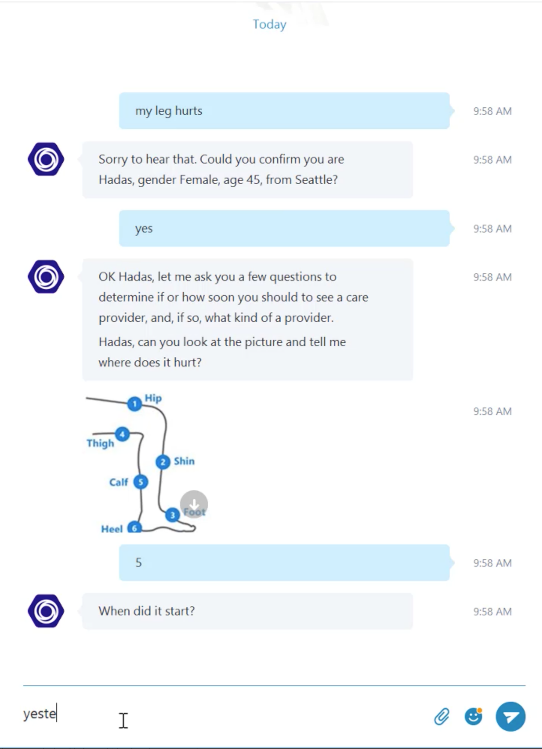 Today
my leg hurts
9:58 AM
Sorry to hear that. Could you confirm you are
9:58 AM
Hadas, gender Female, age 45, from Seattle?
yes
9:58 AM
OK Hadas, let me ask you a few questions to
9:58 AM
determine if or how soon you should to see a care
provider, and, if so, what kind of a provider.
Hadas, can you look at the picture and tell me
where does it hurt?
9:58 AM
1 Hip
4
Thigh
2 Shin
Calf 5
3 Foot
Heel 6
5
9:58 AM
When did it start?
9:58 AM
yeste